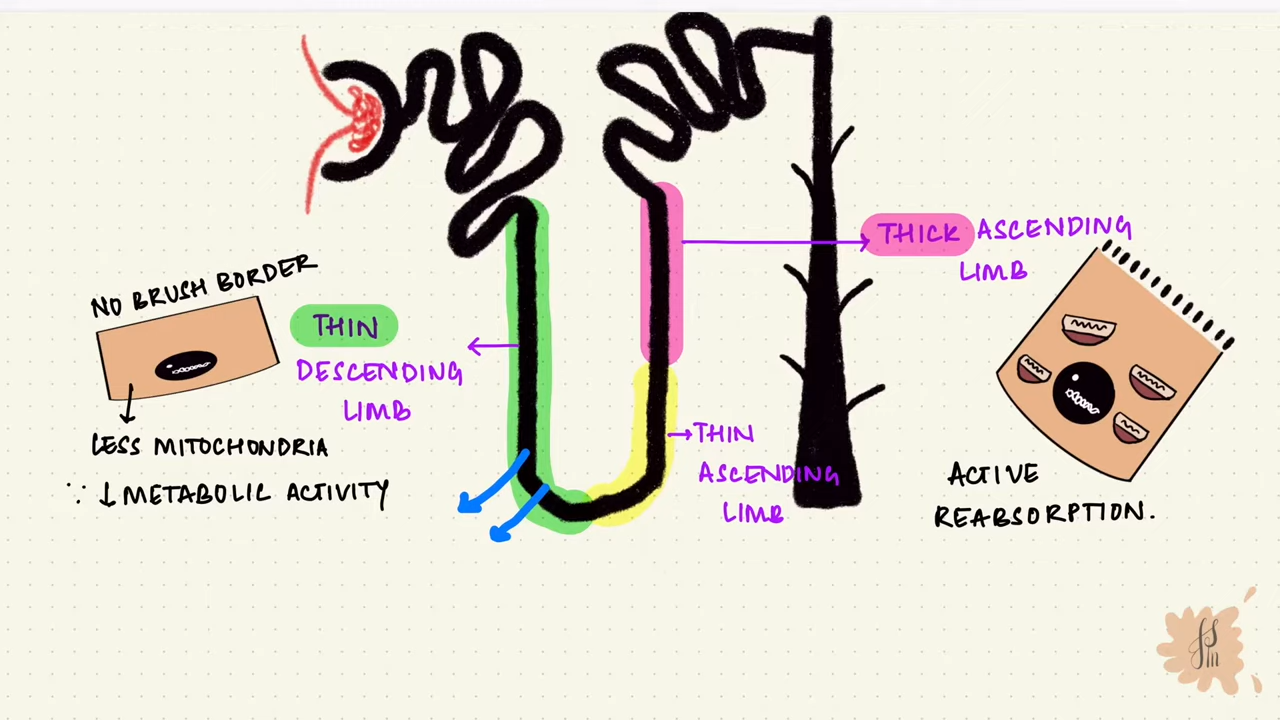 NO BRUSH BORDER
LESS MITOCHONDRIA
∵ ↓ METABOLIC ACTIVITY
THIN
DESCENDING
LIMB
THIN
ASCENDING
LIMB
THICK ASCENDING
LIMB
ACTIVE
REABSORPTION.